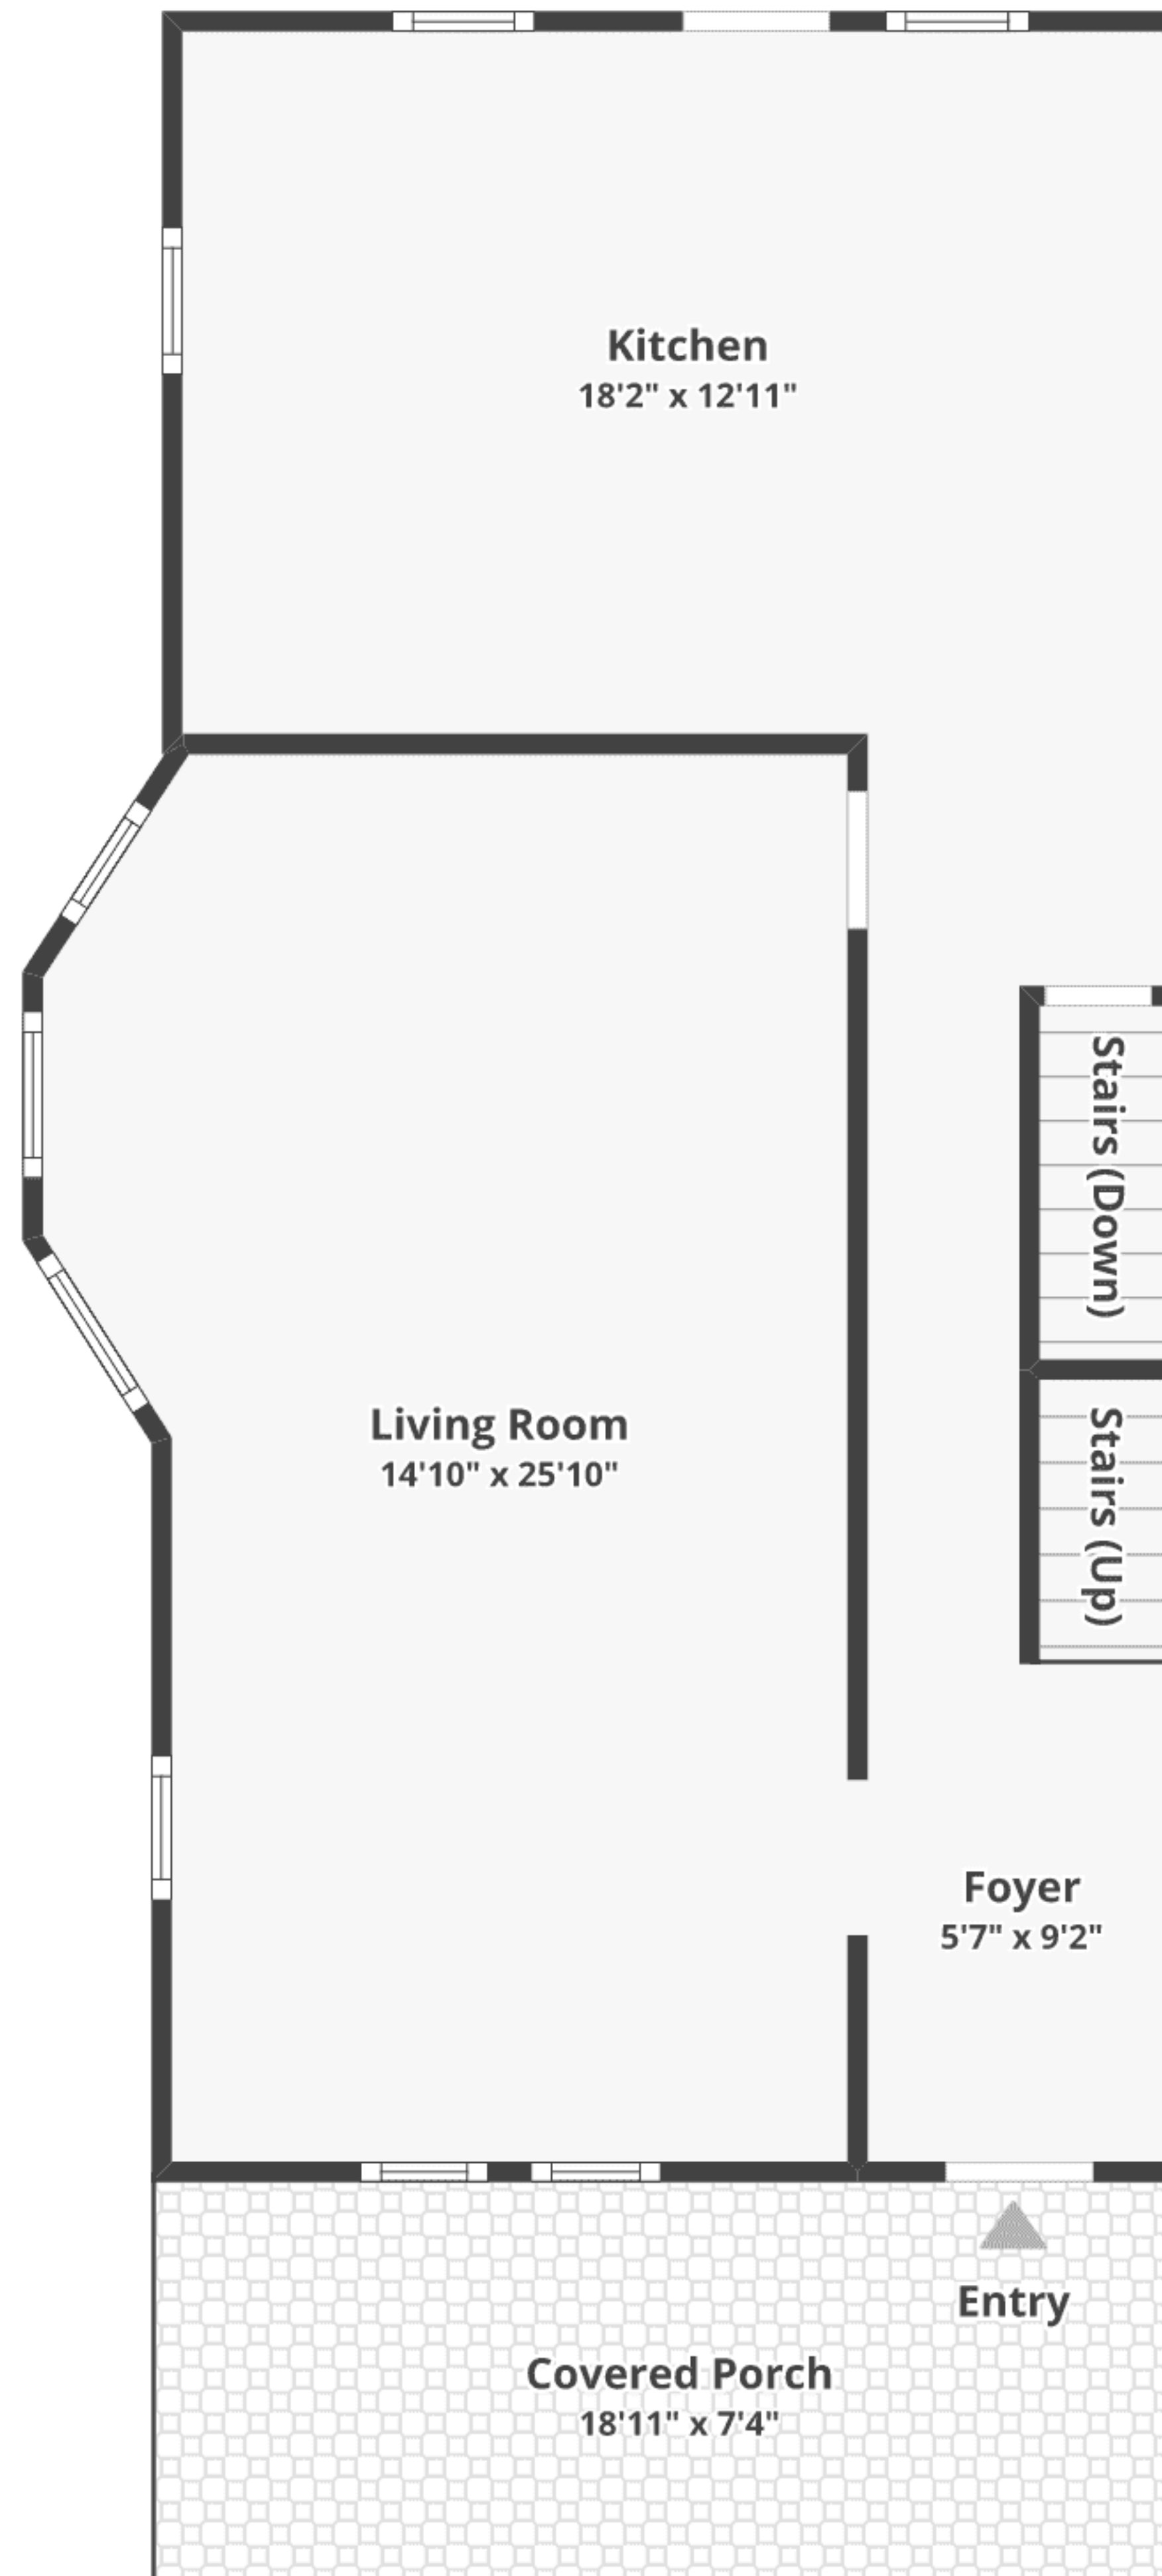 Kitchen
18'2" x 12'11"
Stairs (Down)
Living Room
14'10" x 25'10"
Stairs (Up)
Foyer
5'7" x 9'2"
Entry
Covered Porch
18'11" x 7'4"